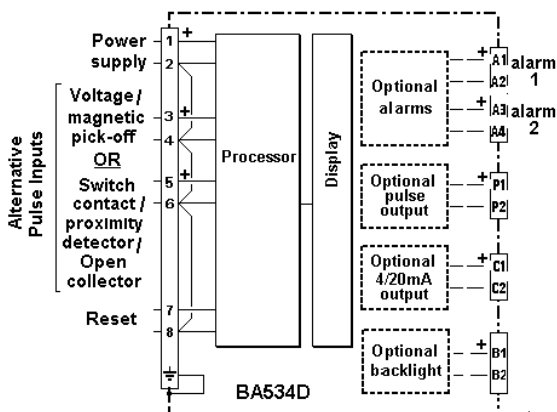 Power
supply
1 +
2
Alternative
Pulse Inputs
Voltage/
magnetic
pick-off
OR
Switch
contact/
proximity
detector/
Open
collector
3 +
4
5 +
6
Reset
7
8
Processor
Display
Optional
alarms
+ A1
A2
alarm
1
+ A3
A4
alarm
2
Optional
pulse
output
+ P1
P2
Optional
4/20mA
output
+ C1
C2
Optional
backlight
+ B1
B2
BA534D